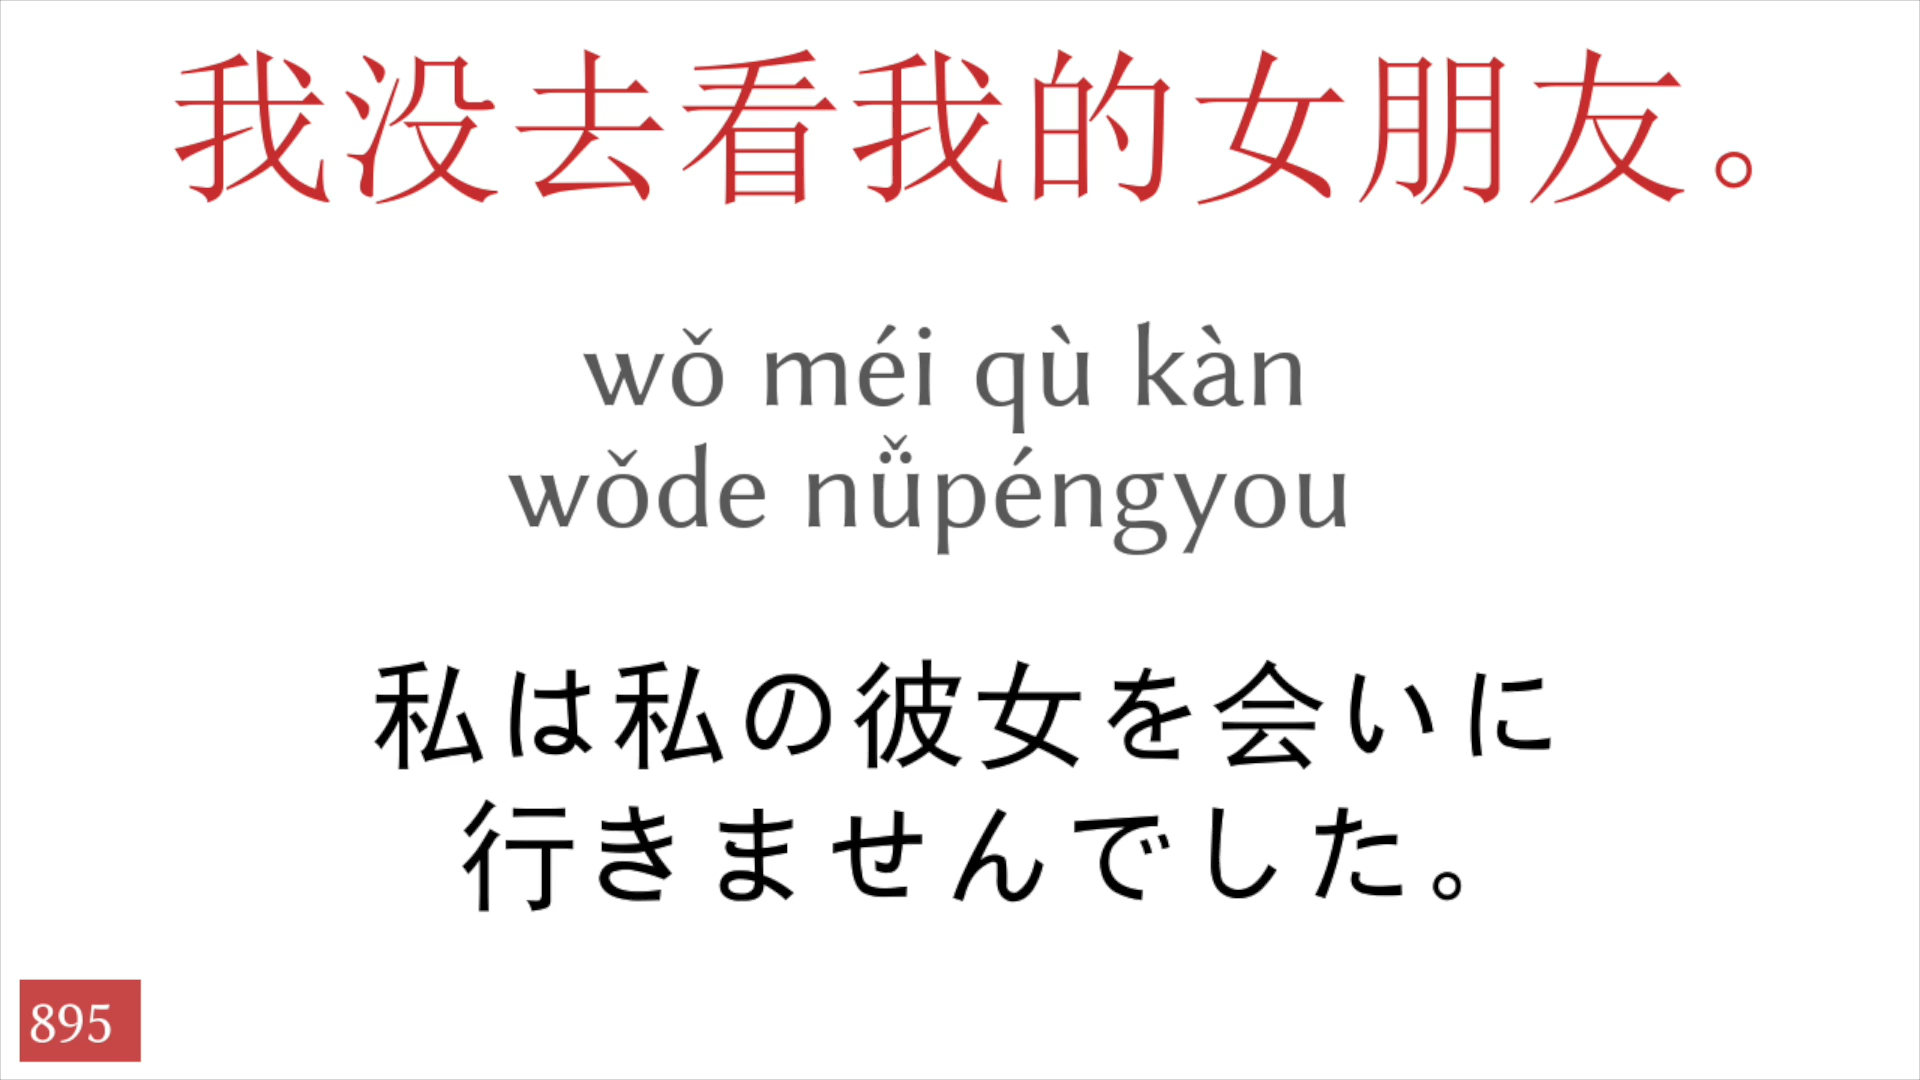 我没去看我的女朋友。
wǒ méi qù kàn
wǒde nǚpéngyou
私は私の彼女を会いに
行きませんでした。
895